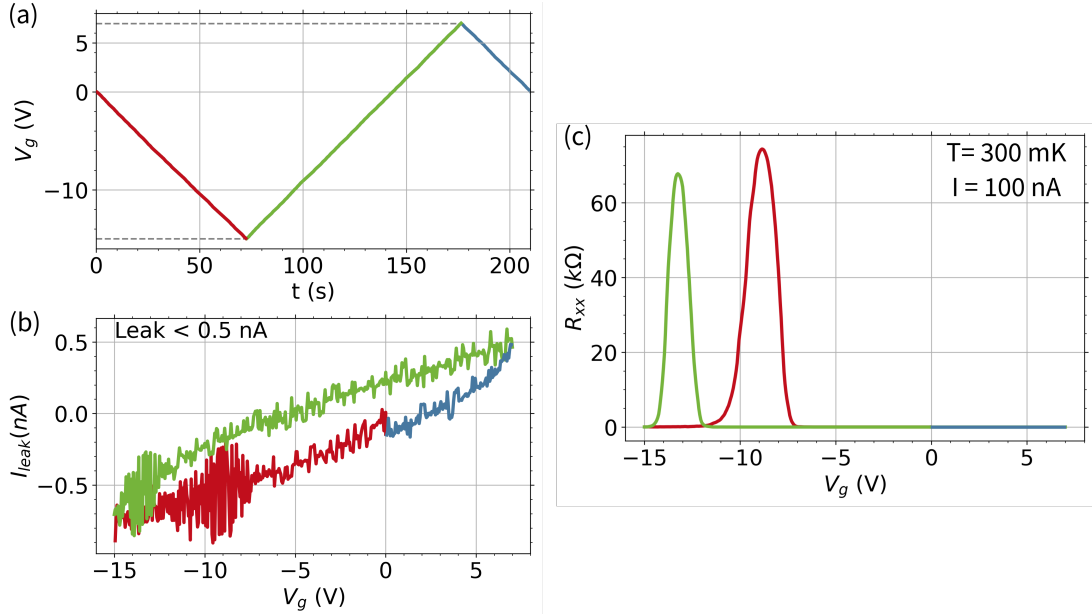 (a)
5
0
−10
V_g (V)
0
50
100
150
200
t (s)
(b)
Leak < 0.5 nA
0.5
0.0
−0.5
I_leak(nA)
−15
−10
−5
0
5
V_g (V)
(c)
T= 300 mK
I = 100 nA
60
40
20
0
R_xx (kΩ)
−15
−10
−5
0
5
V_g (V)